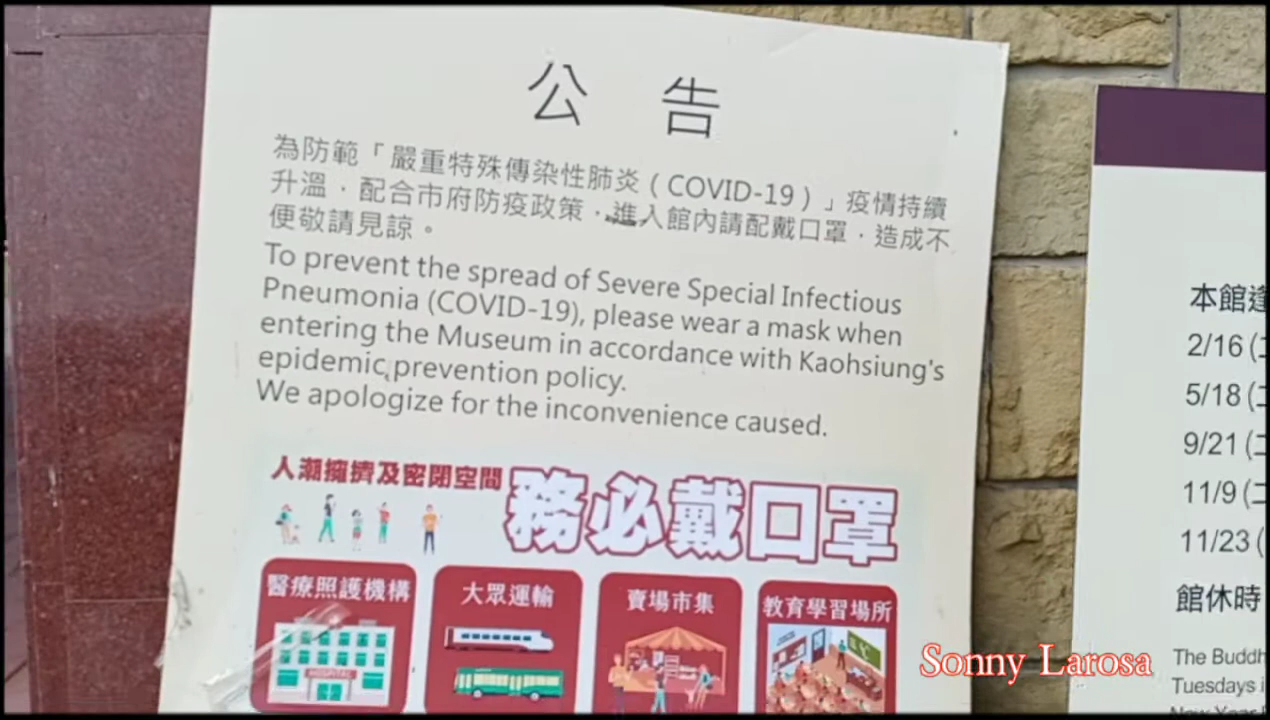 公 告
為防範「嚴重特殊傳染性肺炎(COVID-19)」疫情持續
升溫，配合市府防疫政策，進入館內請配戴口罩，造成不
便敬請見諒。
To prevent the spread of Severe Special Infectious
Pneumonia (COVID-19), please wear a mask when
entering the Museum in accordance with Kaohsiung's
epidemic prevention policy.
We apologize for the inconvenience caused.
人潮擁擠及密閉空間
務必戴口罩
醫療照護機構
大眾運輸
賣場市集
教育學習場所
HOSPITAL
本館逢
2/16 (
5/18 (
9/21 (
11/9 (
11/23 (
館休時
The Buddh
Tuesdays i
New Year
Sonny Larosa